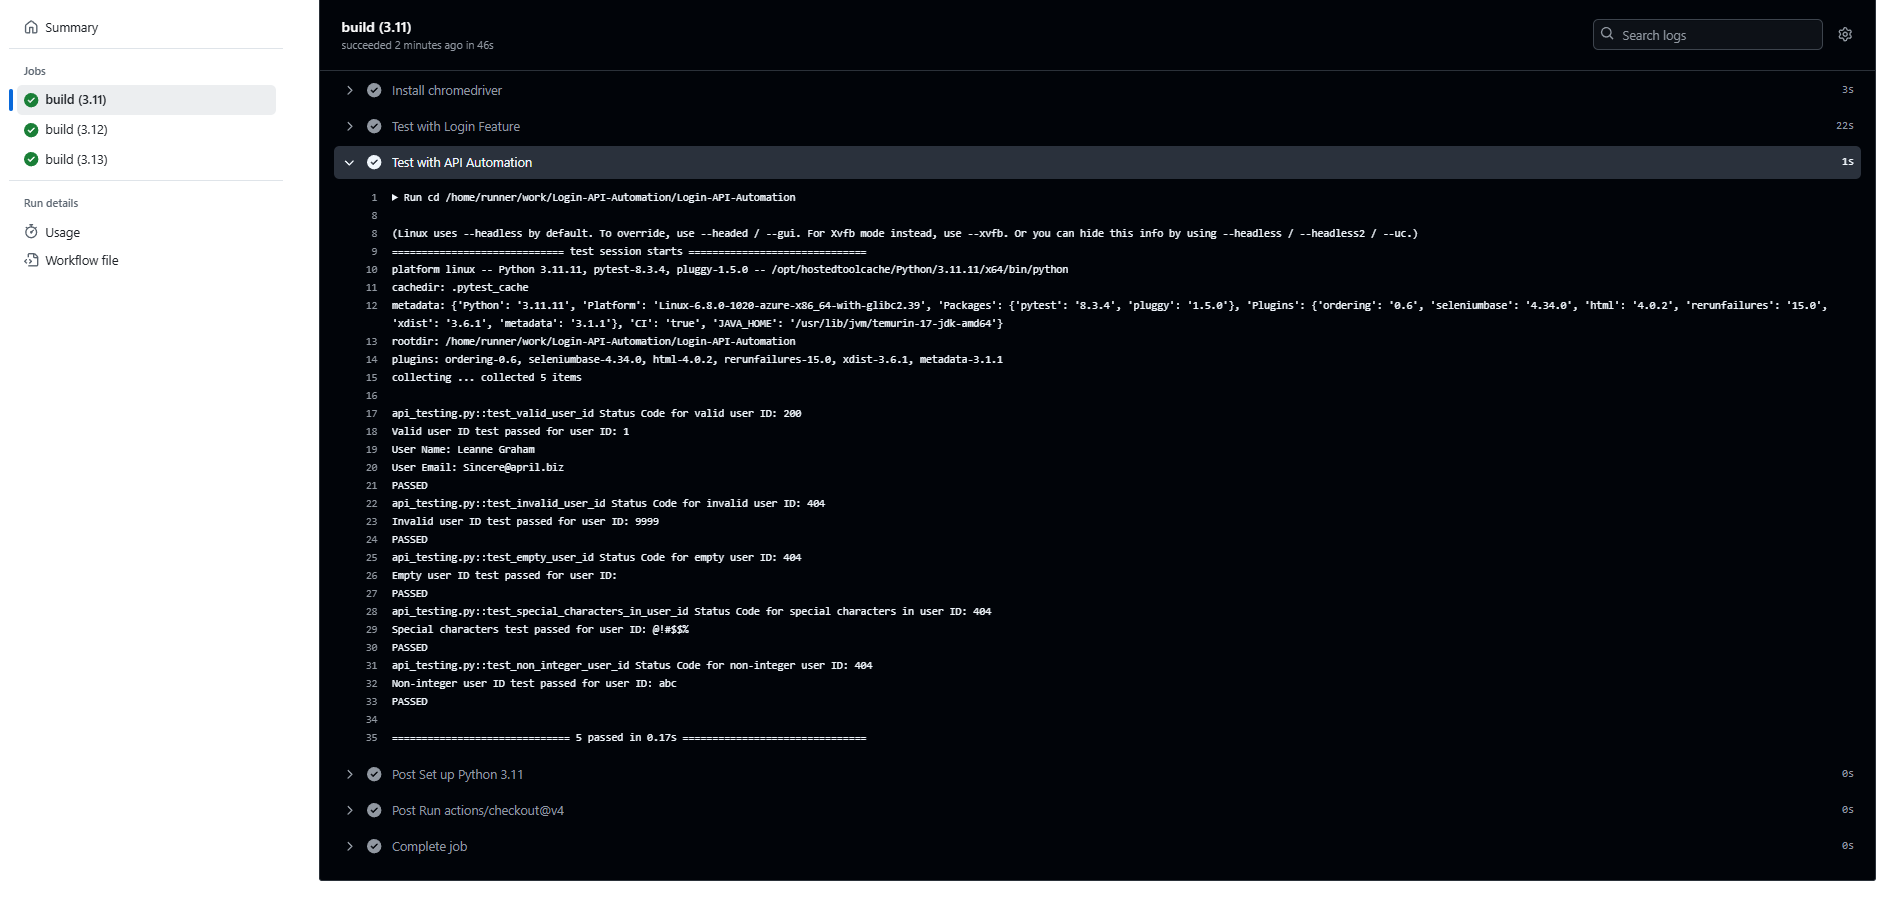 Summary
Jobs
build (3.11)
build (3.12)
build (3.13)
Run details
Usage
Workflow file
build (3.11)
succeeded 2 minutes ago in 46s
Search logs
Install chromedriver 3s
Test with Login Feature 22s
Test with API Automation 1s
1 Run cd /home/runner/work/Login-API-Automation/Login-API-Automation
8
8 (Linux uses --headless by default. To override, use --headed / --gui. For Xvfb mode instead, use --xvfb. Or you can hide this info by using --headless / --headless2 / --uc.)
9 ============================= test session starts ==============================
10 platform linux -- Python 3.11.11, pytest-8.3.4, pluggy-1.5.0 -- /opt/hostedtoolcache/Python/3.11.11/x64/bin/python
11 cachedir: .pytest_cache
12 metadata: {'Python': '3.11.11', 'Platform': 'Linux-6.8.0-1020-azure-x86_64-with-glibc2.39', 'Packages': {'pytest': '8.3.4', 'pluggy': '1.5.0'}, 'Plugins': {'ordering': '0.6', 'seleniumbase': '4.34.0', 'html': '4.0.2', 'rerunfailures': '15.0',
'xdist': '3.6.1', 'metadata': '3.1.1'}, 'CI': 'true', 'JAVA_HOME': '/usr/lib/jvm/temurin-17-jdk-amd64'}
13 rootdir: /home/runner/work/Login-API-Automation/Login-API-Automation
14 plugins: ordering-0.6, seleniumbase-4.34.0, html-4.0.2, rerunfailures-15.0, xdist-3.6.1, metadata-3.1.1
15 collecting ... collected 5 items
16
17 api_testing.py::test_valid_user_id Status Code for valid user ID: 200
18 Valid user ID test passed for user ID: 1
19 User Name: Leanne Graham
20 User Email: Sincere@april.biz
21 PASSED
22 api_testing.py::test_invalid_user_id Status Code for invalid user ID: 404
23 Invalid user ID test passed for user ID: 9999
24 PASSED
25 api_testing.py::test_empty_user_id Status Code for empty user ID: 404
26 Empty user ID test passed for user ID:
27 PASSED
28 api_testing.py::test_special_characters_in_user_id Status Code for special characters in user ID: 404
29 Special characters test passed for user ID: @!#$$%
30 PASSED
31 api_testing.py::test_non_integer_user_id Status Code for non-integer user ID: 404
32 Non-integer user ID test passed for user ID: abc
33 PASSED
34
35 ============================== 5 passed in 0.17s ===============================
Post Set up Python 3.11 0s
Post Run actions/checkout@v4 0s
Complete job 0s